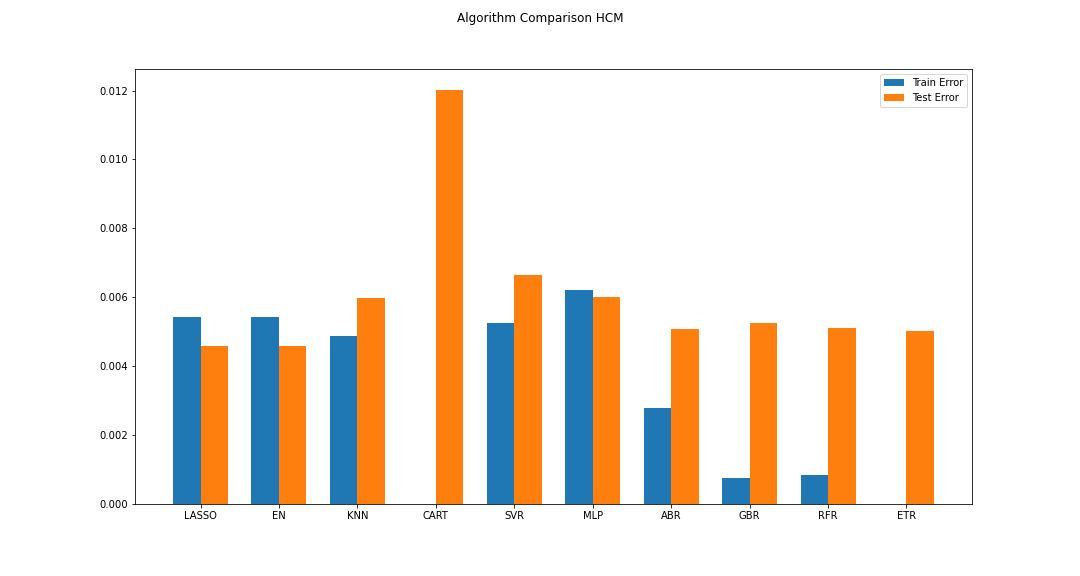 Algorithm Comparison HCM
Train Error
Test Error
0.012
0.010
0.008
0.006
0.004
0.002
0.000
LASSO EN KNN CART SVR MLP ABR GBR RFR ETR